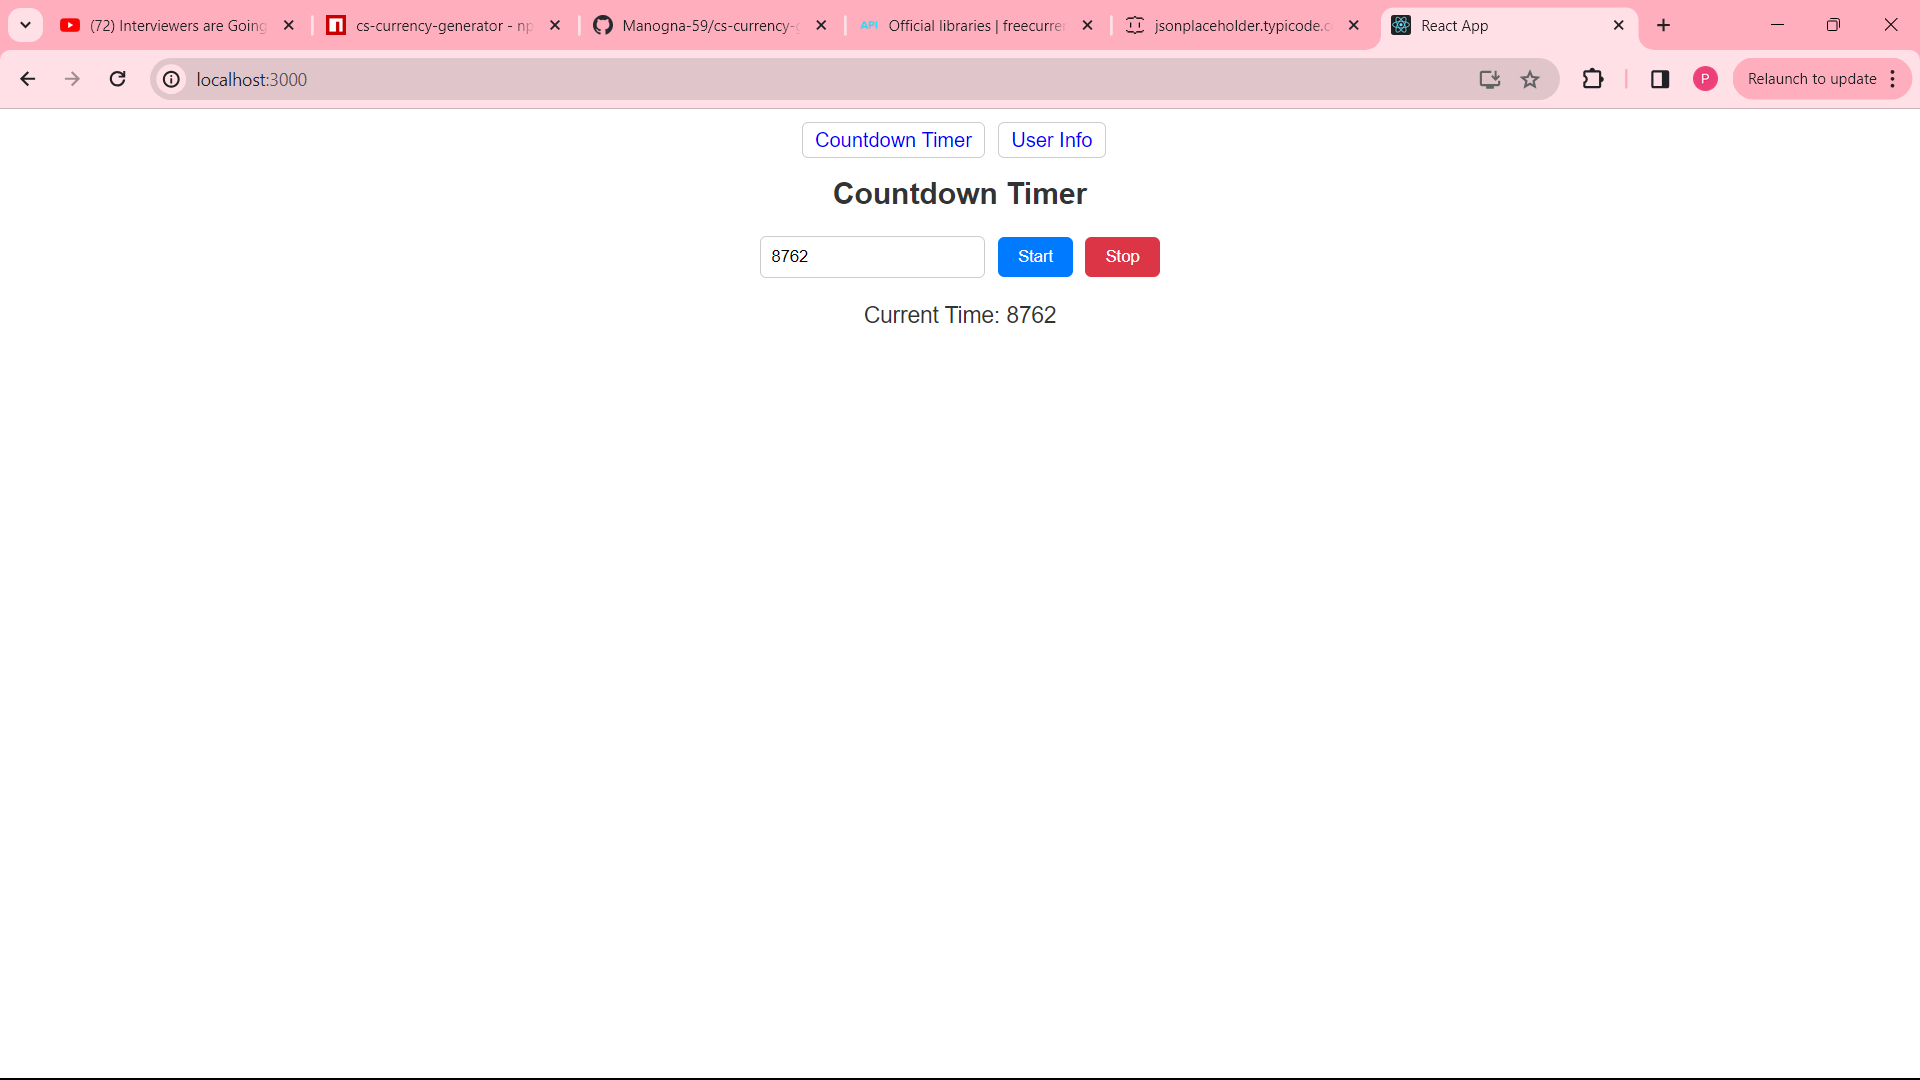 (72) Interviewers are Going
cs-currency-generator - np
Manogna-59/cs-currency-g
API Official libraries | freecurre
jsonplaceholder.typicode.c
React App
localhost:3000
P
Relaunch to update
Countdown Timer
User Info
Countdown Timer
8762
Start
Stop
Current Time: 8762